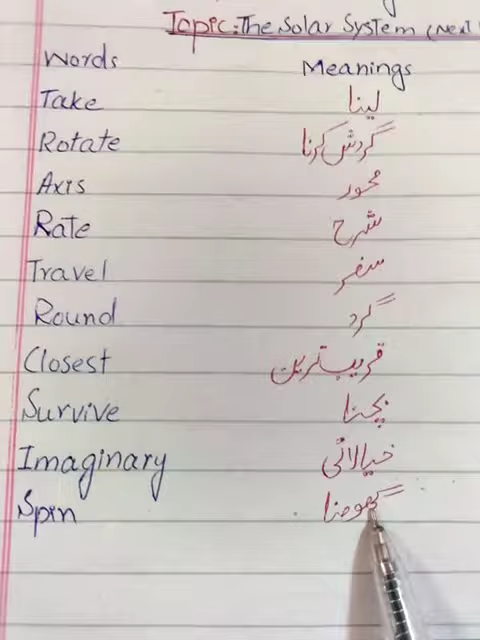 Topic: The Solar System (Next
Words Meanings
Take لینا
Rotate گردش کرنا
Axis محور
Rate شرح
Travel سفر
Round گرد
Closest قریب ترین
Survive بچنا
Imaginary خیالاتی
Spin گھومنا